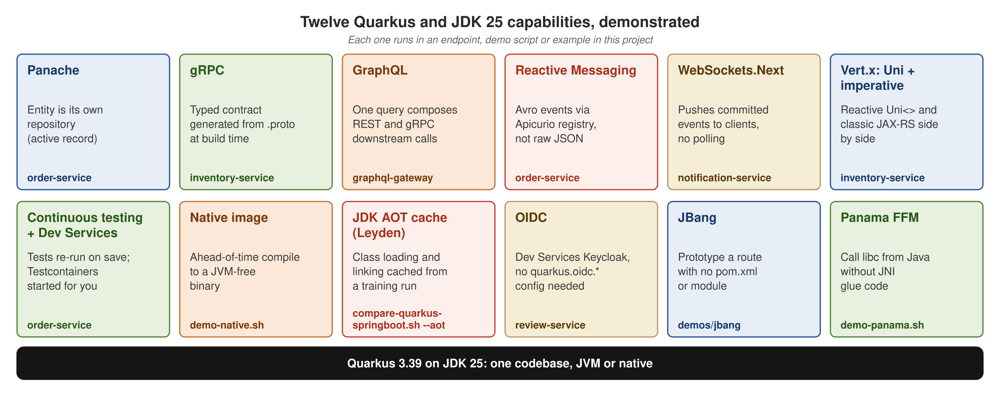 Twelve Quarkus and JDK 25 capabilities, demonstrated
Each one runs in an endpoint, demo script or example in this project
Panache
Entity is its own
repository
(active record)
order-service
gRPC
Typed contract
generated from .proto
at build time
inventory-service
GraphQL
One query composes
REST and gRPC
downstream calls
graphql-gateway
Reactive Messaging
Avro events via
Apicurio registry,
not raw JSON
order-service
WebSockets.Next
Pushes committed
events to clients,
no polling
notification-service
Vert.x: Uni +
imperative
Reactive Uni<> and
classic JAX-RS side
by side
inventory-service
Continuous testing
+ Dev Services
Tests re-run on save;
Testcontainers
started for you
order-service
Native image
Ahead-of-time compile
to a JVM-free
binary
demo-native.sh
JDK AOT cache
(Leyden)
Class loading and
linking cached from
a training run
compare-quarkus-
springboot.sh --aot
OIDC
Dev Services Keycloak,
no quarkus.oidc.*
config needed
review-service
JBang
Prototype a route
with no pom.xml
or module
demos/jbang
Panama FFM
Call libc from Java
without JNI
glue code
demo-panama.sh
Quarkus 3.39 on JDK 25: one codebase, JVM or native